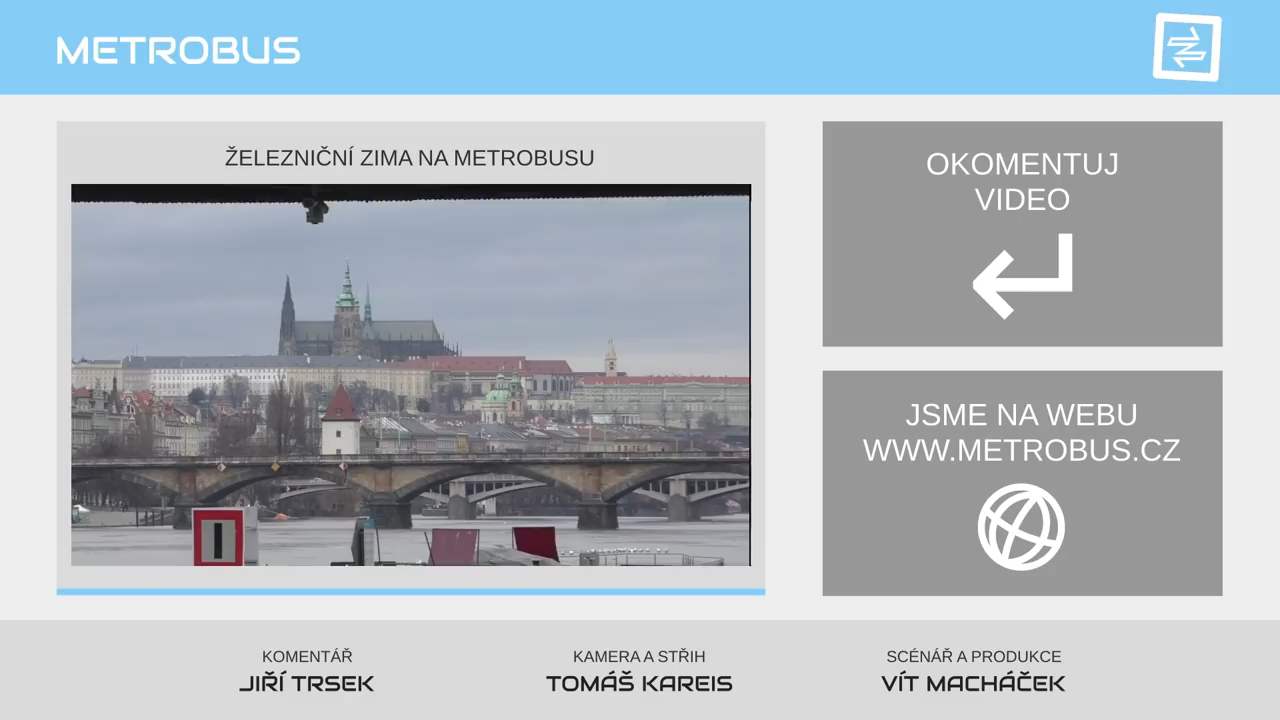 METROBUS
ŽELEZNIČNÍ ZIMA NA METROBUSU
OKOMENTUJ
VIDEO
JSME NA WEBU
WWW.METROBUS.CZ
KOMENTÁŘ
JIŘÍ TRSEK
KAMERA A STŘIH
TOMÁŠ KAREIS
SCÉNÁŘ A PRODUKCE
VÍT MACHÁČEK